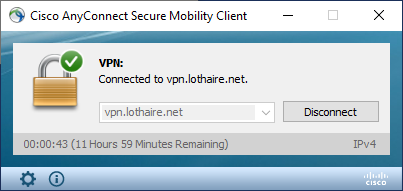 Cisco AnyConnect Secure Mobility Client
VPN:
Connected to vpn.lothaire.net.
vpn.lothaire.net
Disconnect
00:00:43 (11 Hours 59 Minutes Remaining)
IPv4
cisco